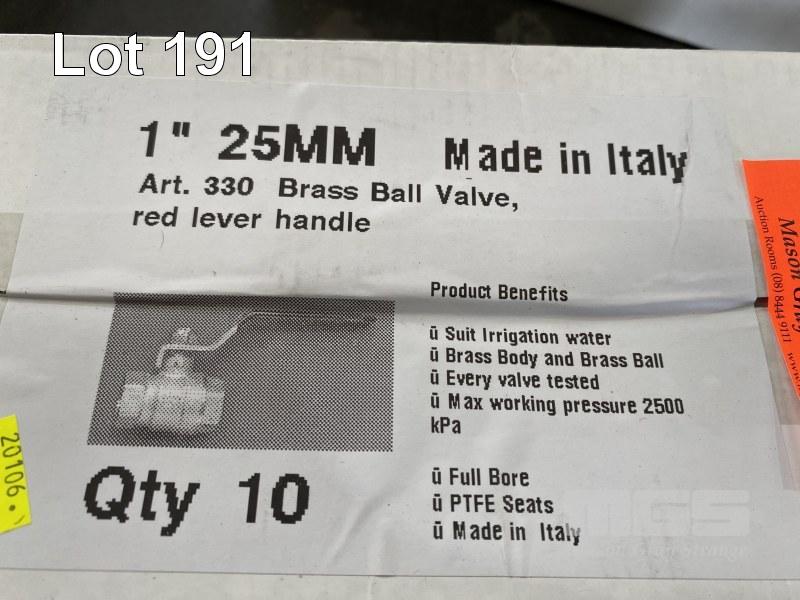 Lot 191
1" 25MM Made in Italy
Art. 330 Brass Ball Valve,
red lever handle
Product Benefits
ü Suit Irrigation water
ü Brass Body and Brass Ball
ü Every valve tested
ü Max working pressure 2500
kPa
ü Full Bore
ü PTFE Seats
ü Made in Italy
Qty 10
20106.
Mason
Auction Rooms (08) 8444 9111